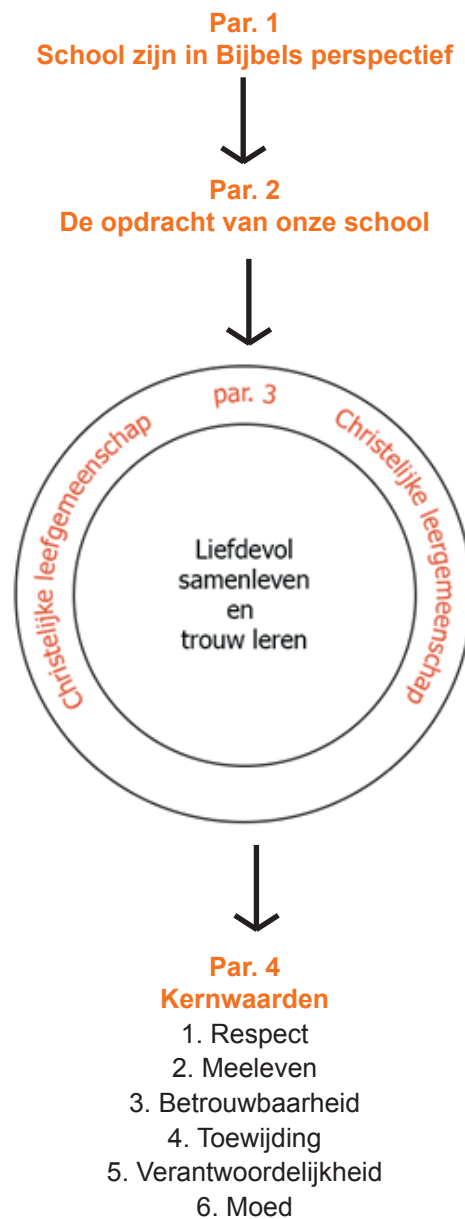 Par. 1
School zijn in Bijbels perspectief
Par. 2
De opdracht van onze school
par. 3
Christelijke leefgemeenschap
Christelijke leergemeenschap
Liefdevol
samenleven
en
trouw leren
Par. 4
Kernwaarden
1. Respect
2. Meeleven
3. Betrouwbaarheid
4. Toewijding
5. Verantwoordelijkheid
6. Moed